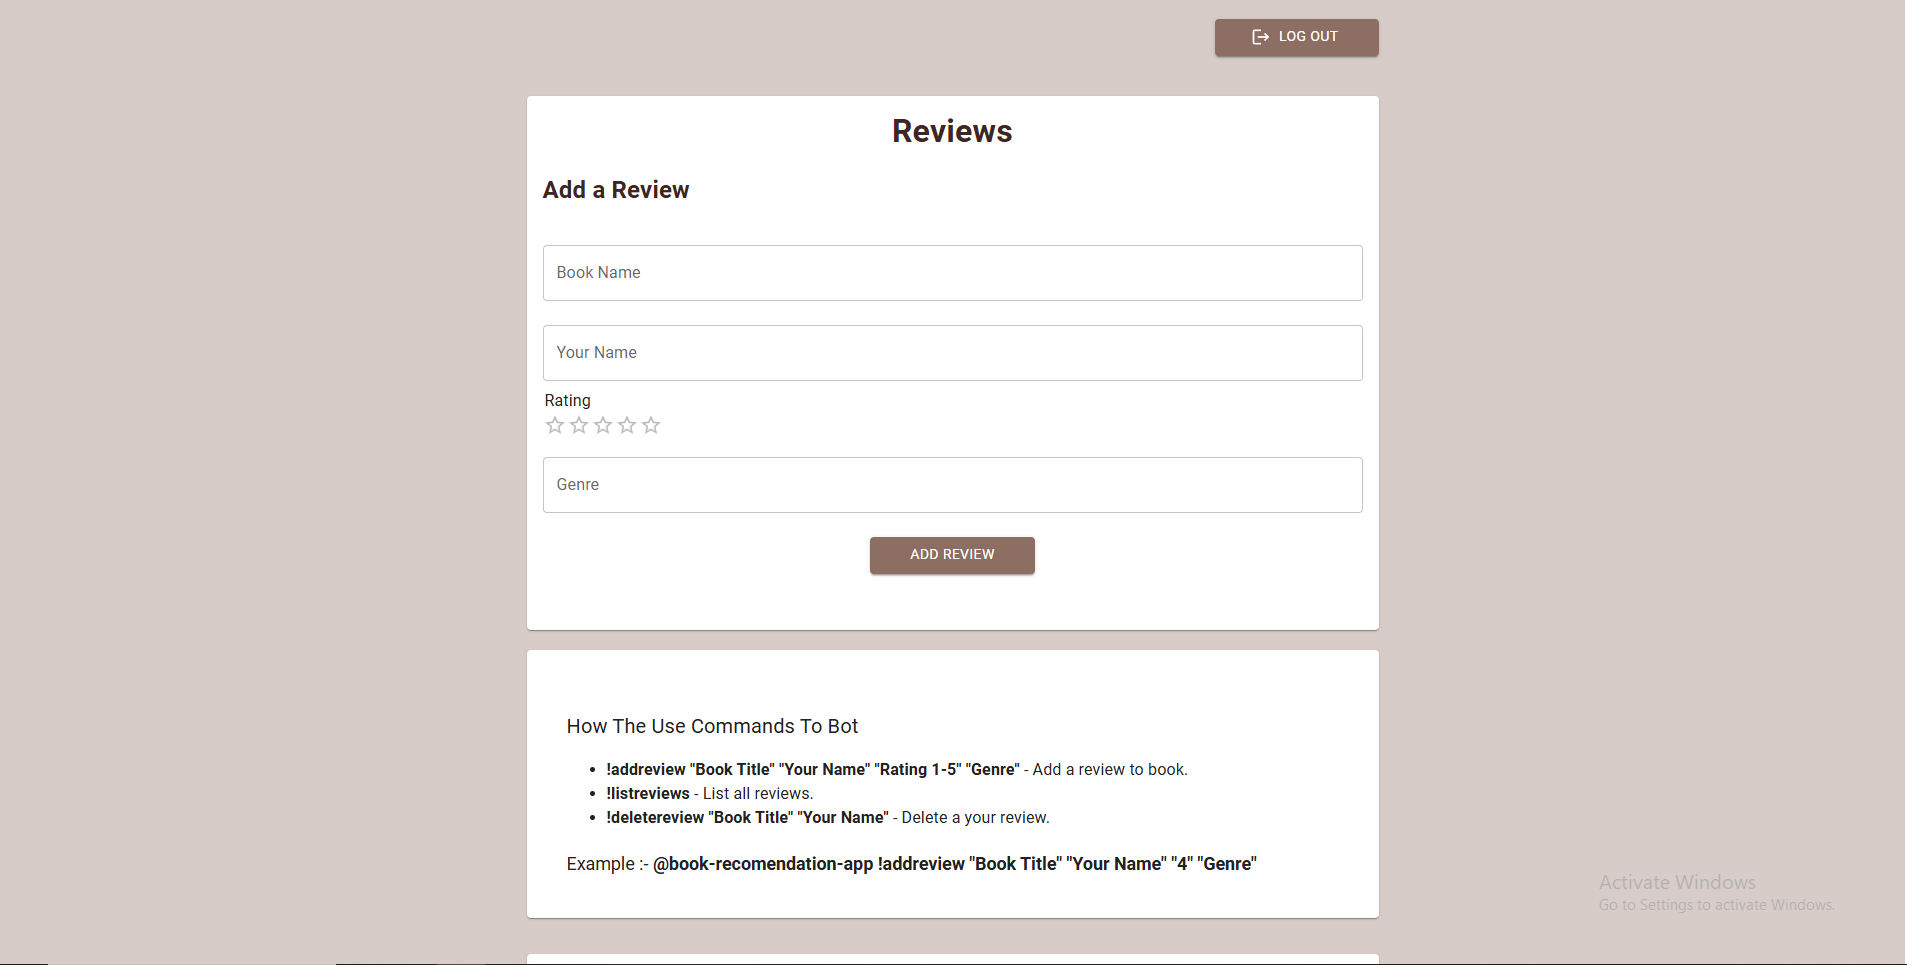 LOG OUT
Reviews
Add a Review
Book Name
Your Name
Rating
Genre
ADD REVIEW
How The Use Commands To Bot
!addreview "Book Title" "Your Name" "Rating 1-5" "Genre" - Add a review to book.
!listreviews - List all reviews.
!deletereview "Book Title" "Your Name" - Delete a your review.
Example :- @book-recomendation-app !addreview "Book Title" "Your Name" "4" "Genre"
Activate Windows
Go to Settings to activate Windows.